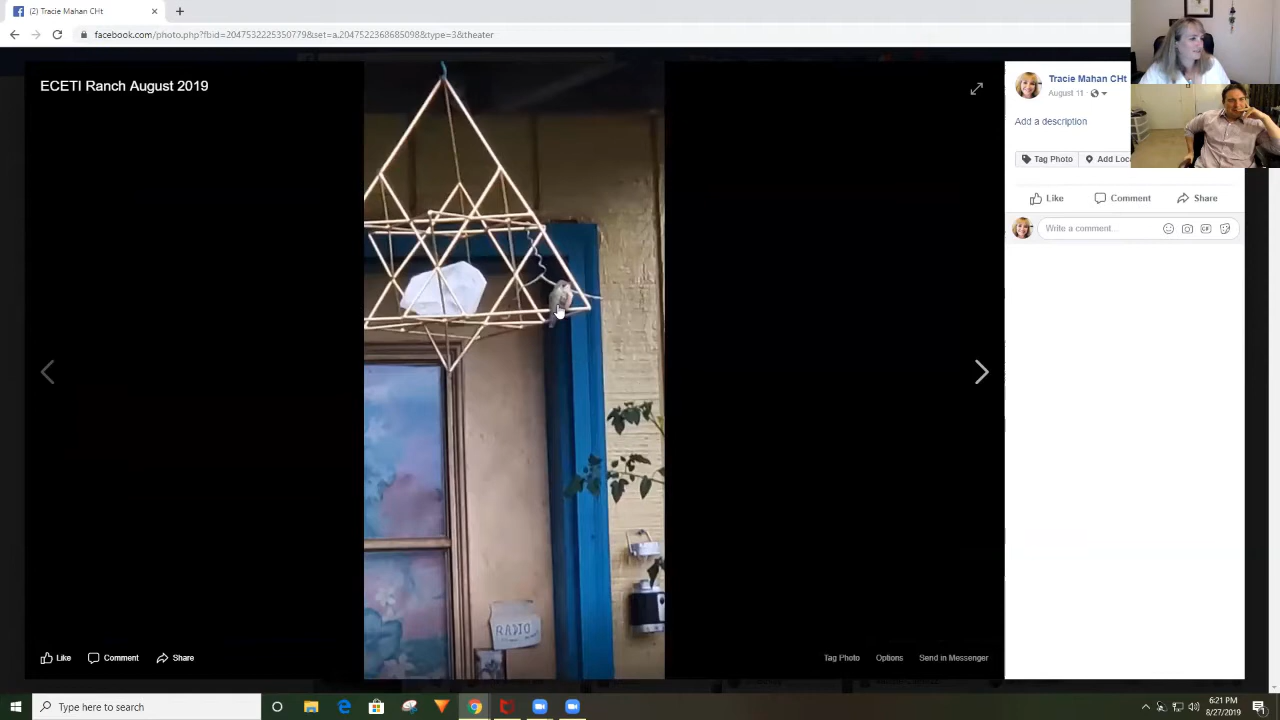 (2) Tracie Mahan CHt
facebook.com/photo.php?fbid=2047532225350779&set=a.2047522368685098&type=3&theater
ECETI Ranch August 2019
Tracie Mahan CHt
August 11
Add a description
Tag Photo
Add Loca
Like
Comment
Share
Write a comment...
GIF
RADIO
Like
Comment
Share
Tag Photo
Options
Send in Messenger
Type here to search
6:21 PM
8/27/2019